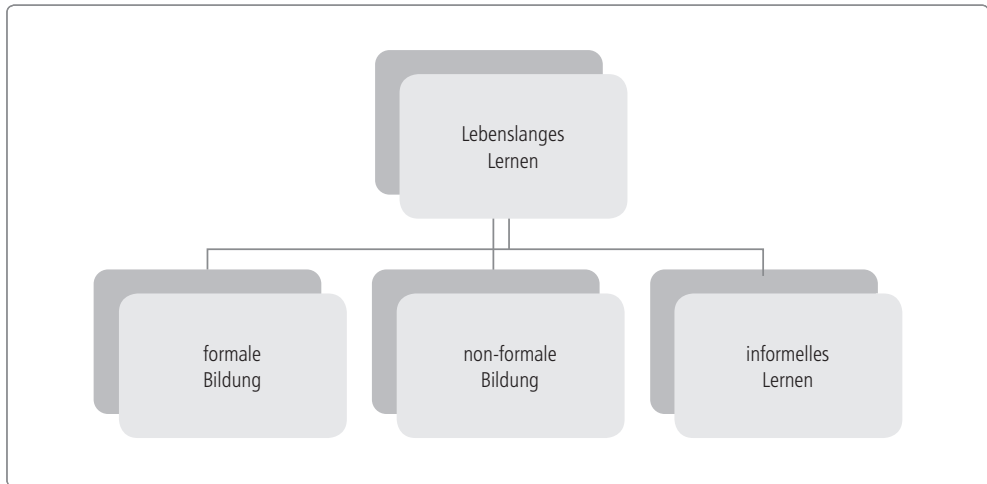 Lebenslanges
Lernen
formale
Bildung
non-formale
Bildung
informelles
Lernen